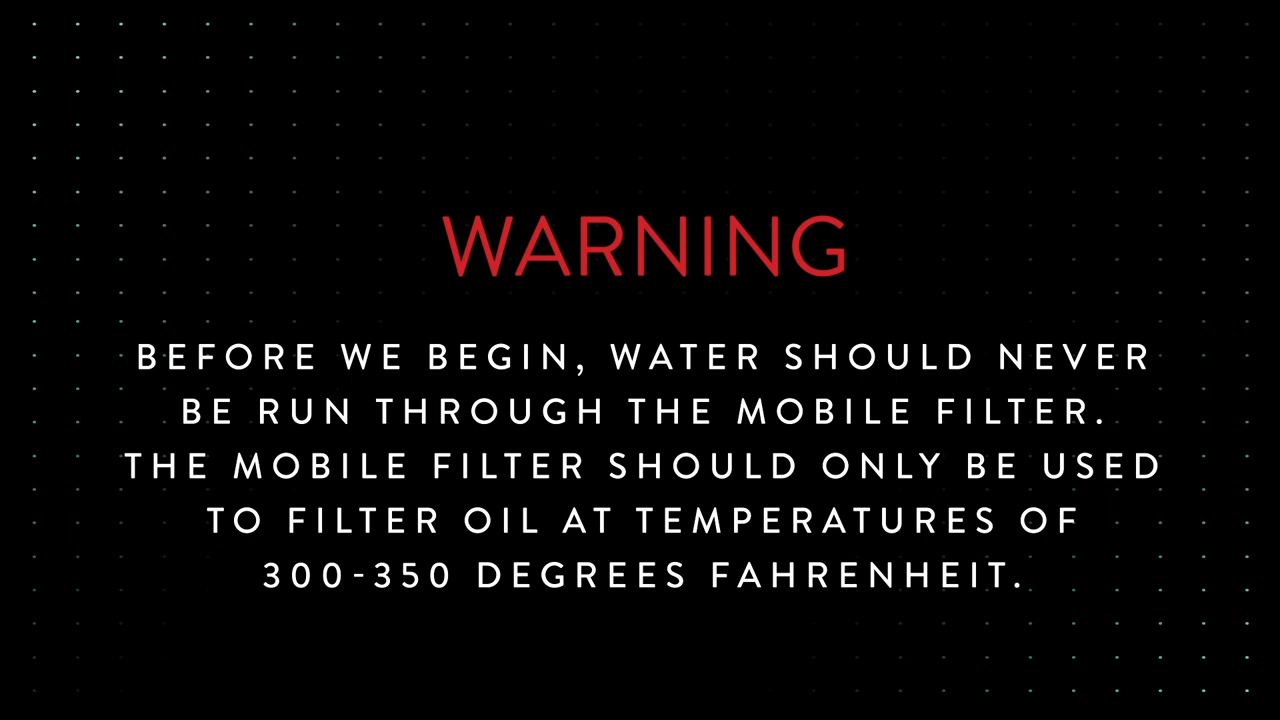 WARNING
BEFORE WE BEGIN, WATER SHOULD NEVER
BE RUN THROUGH THE MOBILE FILTER.
THE MOBILE FILTER SHOULD ONLY BE USED
TO FILTER OIL AT TEMPERATURES OF
300-350 DEGREES FAHRENHEIT.